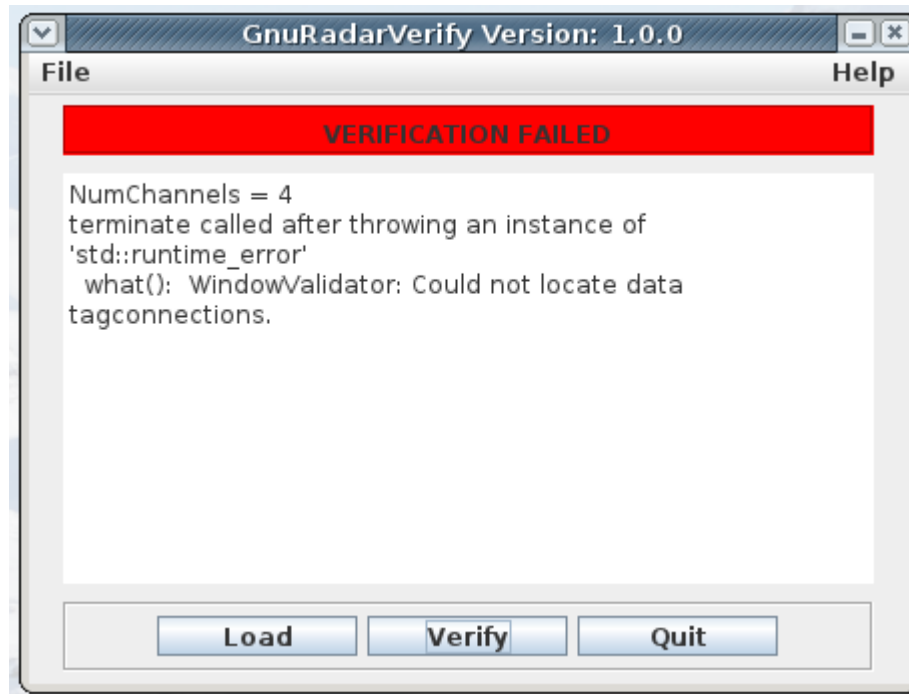 GnuRadarVerify Version: 1.0.0
File Help
VERIFICATION FAILED
NumChannels = 4
terminate called after throwing an instance of
'std::runtime_error'
  what():  WindowValidator: Could not locate data
tagconnections.
Load Verify Quit